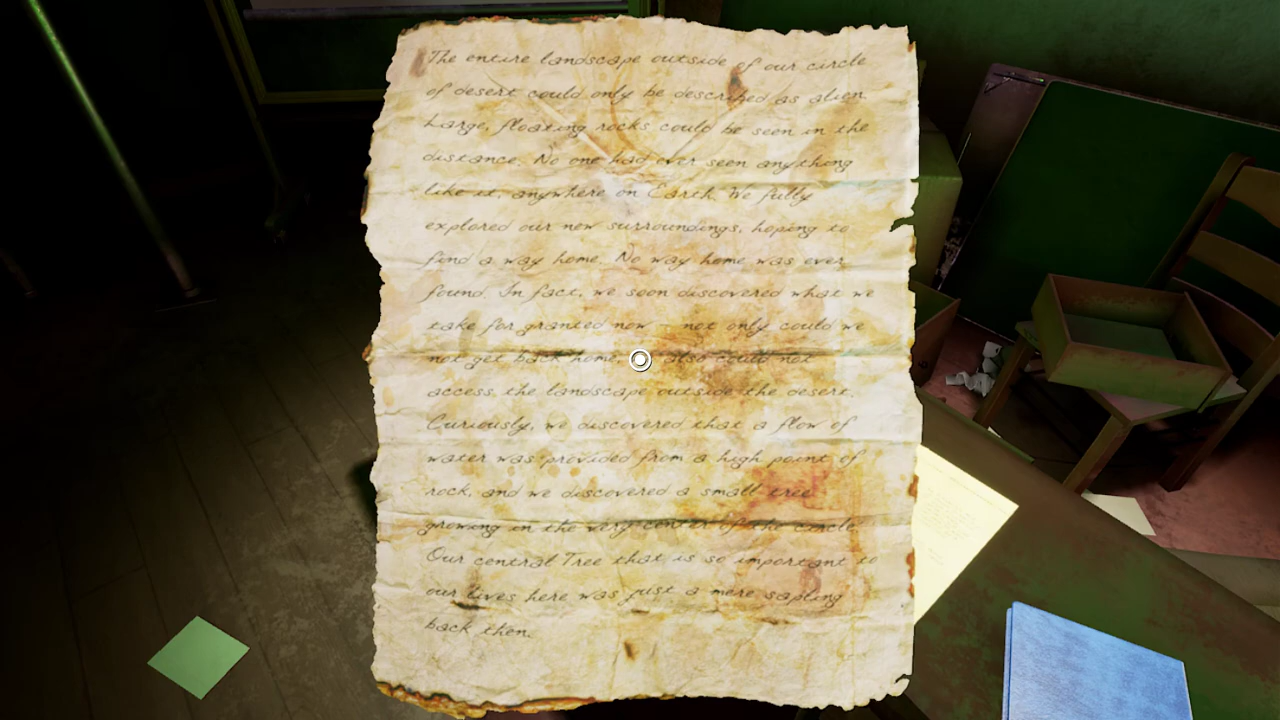 The entire landscape outside of our circle
of desert could only be described as alien.
Large, floating rocks could be seen in the
distance. No one had ever seen anything
like it, anywhere on Earth. We fully
explored our new surroundings, hoping to
find a way home. No way home was ever
found. In fact, we soon discovered what we
take for granted now - not only could we
not get back home, also could not
access the landscape outside the desert.
Curiously, we discovered that a flow of
water was provided from a high point of
rock, and we discovered a small tree
growing in the very center of the circle.
Our central Tree that is so important to
our lives here was just a mere sapling
back then.